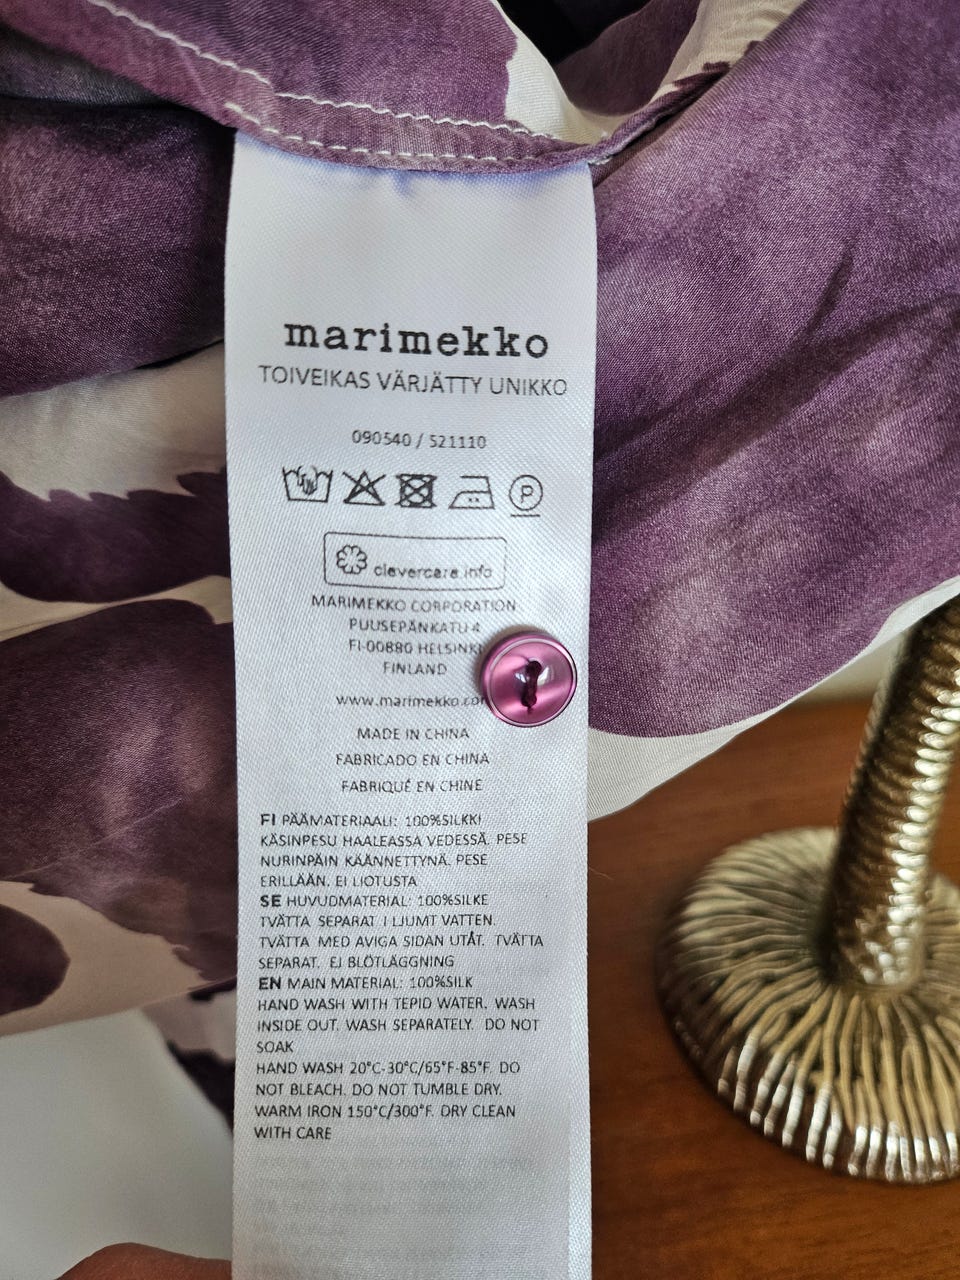 marimekko
TOIVEIKAS VÄRJÄTTY UNIKKO
090540 / 521110
P
clevercare.info
MARIMEKKO CORPORATION
PUUSEPÄNKATU 4
FI-00880 HELSINKI
FINLAND
www.marimekko.com
MADE IN CHINA
FABRICADO EN CHINA
FABRIQUÉ EN CHINE
FI PÄÄMATERIAALI: 100%SILKKI
KÄSINPESU HAALEASSA VEDESSÄ. PESE
NURINPÄIN KÄÄNNETTYNÄ. PESE
ERILLÄÄN. EI LIOTUSTA
SE HUVUDMATERIAL: 100%SILKE
TVÄTTA SEPARAT I LJUMT VATTEN.
TVÄTTA MED AVIGA SIDAN UTÅT. TVÄTTA
SEPARAT. EJ BLÖTLÄGGNING
EN MAIN MATERIAL: 100%SILK
HAND WASH WITH TEPID WATER. WASH
INSIDE OUT. WASH SEPARATELY. DO NOT
SOAK
HAND WASH 20°C-30°C/65°F-85°F. DO
NOT BLEACH. DO NOT TUMBLE DRY.
WARM IRON 150°C/300°F. DRY CLEAN
WITH CARE